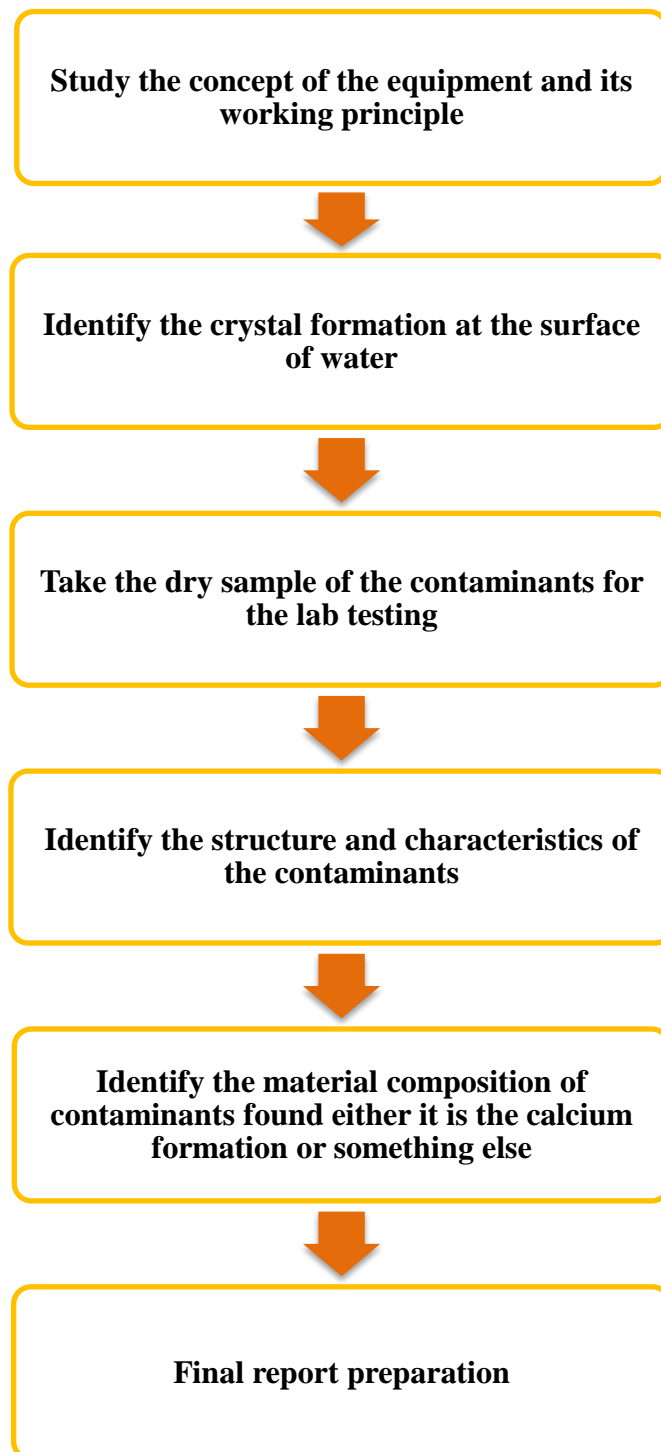 Study the concept of the equipment and its
working principle
Identify the crystal formation at the surface
of water
Take the dry sample of the contaminants for
the lab testing
Identify the structure and characteristics of
the contaminants
Identify the material composition of
contaminants found either it is the calcium
formation or something else
Final report preparation